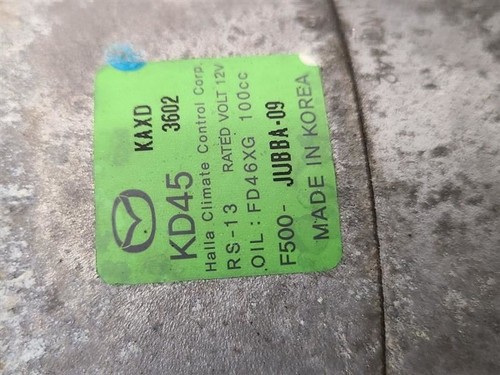 KAXD
3602
KD45
Halla Climate Control Corp.
RS-13 RATED VOLT 12V
OIL : FD46XG 100cc
F500- JUBBA-09
MADE IN KOREA